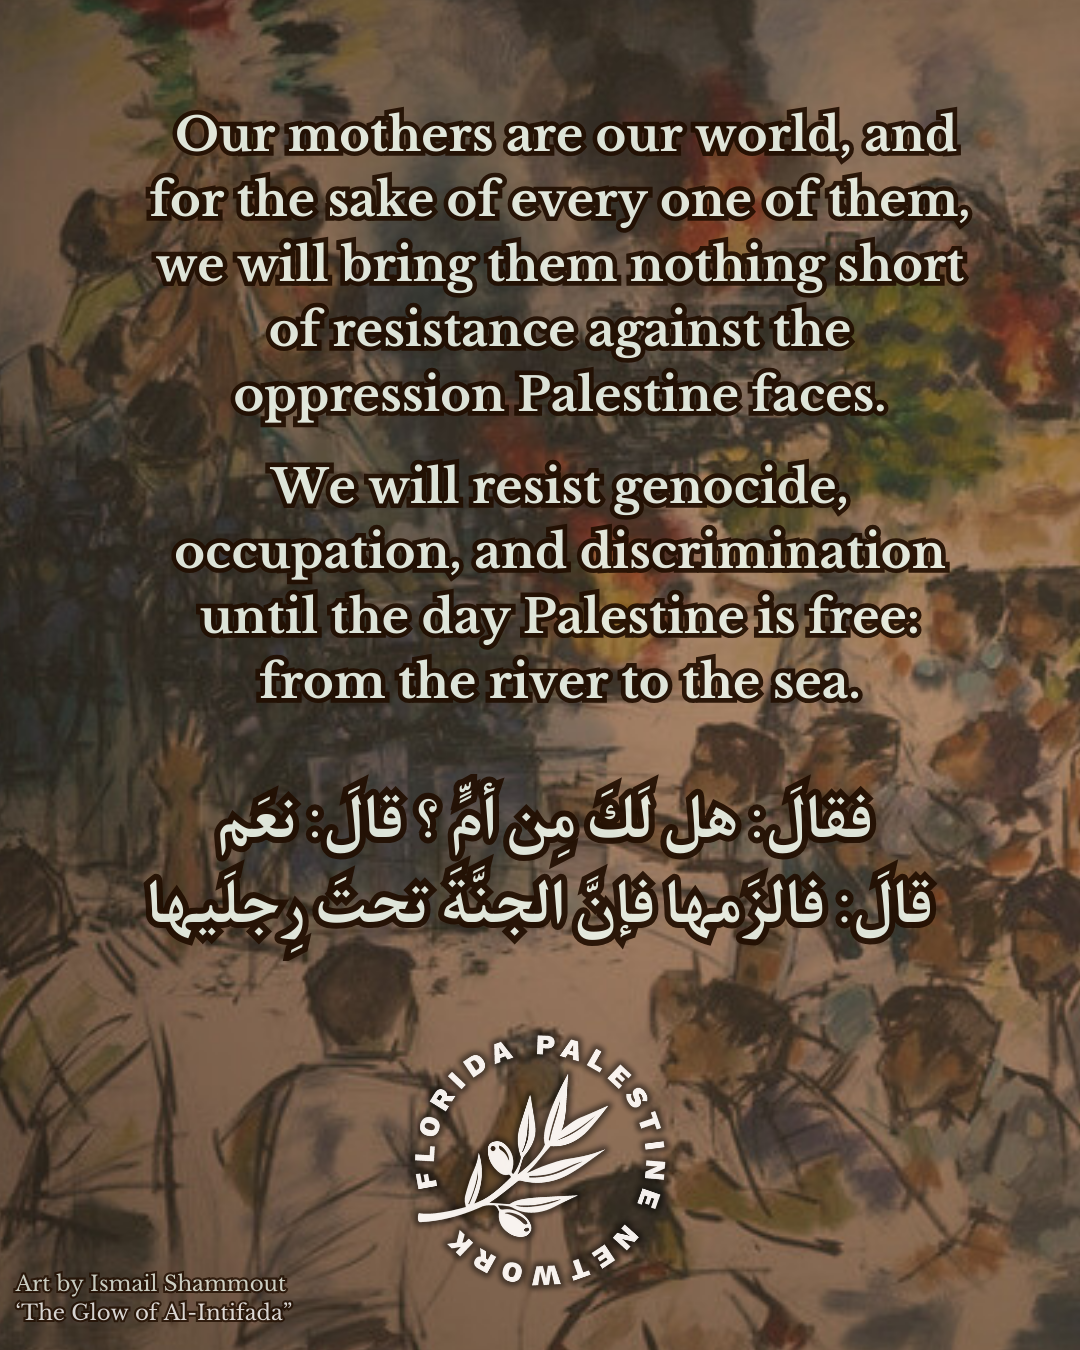 Our mothers are our world, and
for the sake of every one of them,
we will bring them nothing short
of resistance against the
oppression Palestine faces.
We will resist genocide,
occupation, and discrimination
until the day Palestine is free:
from the river to the sea.
فقالَ: هل لَكَ مِن أمٍّ ؟ قالَ: نعَم
قالَ: فالزَمها فإنَّ الجنَّةَ تحتَ رِجلَيها
FLORIDA PALESTINE NETWORK
Art by Ismail Shammout
‘The Glow of Al-Intifada”